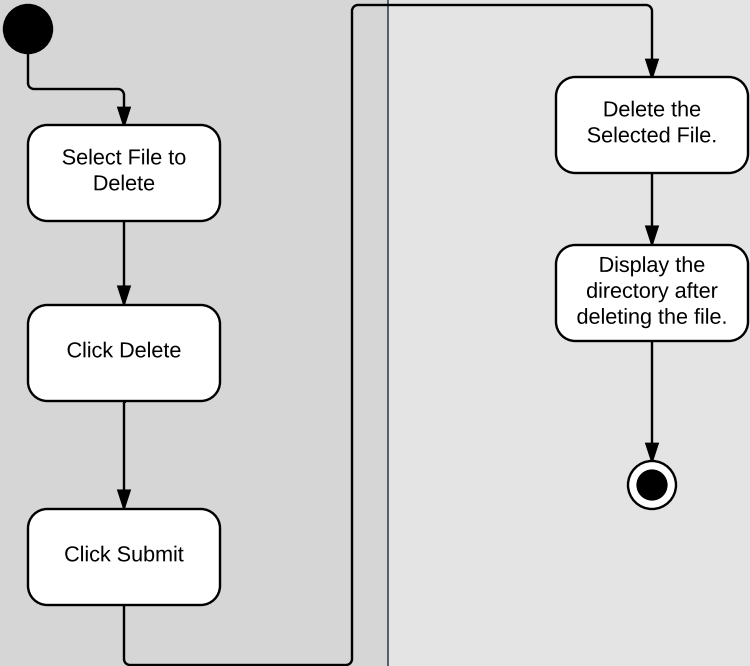 Select File to
Delete
Click Delete
Click Submit
Delete the
Selected File.
Display the
directory after
deleting the file.